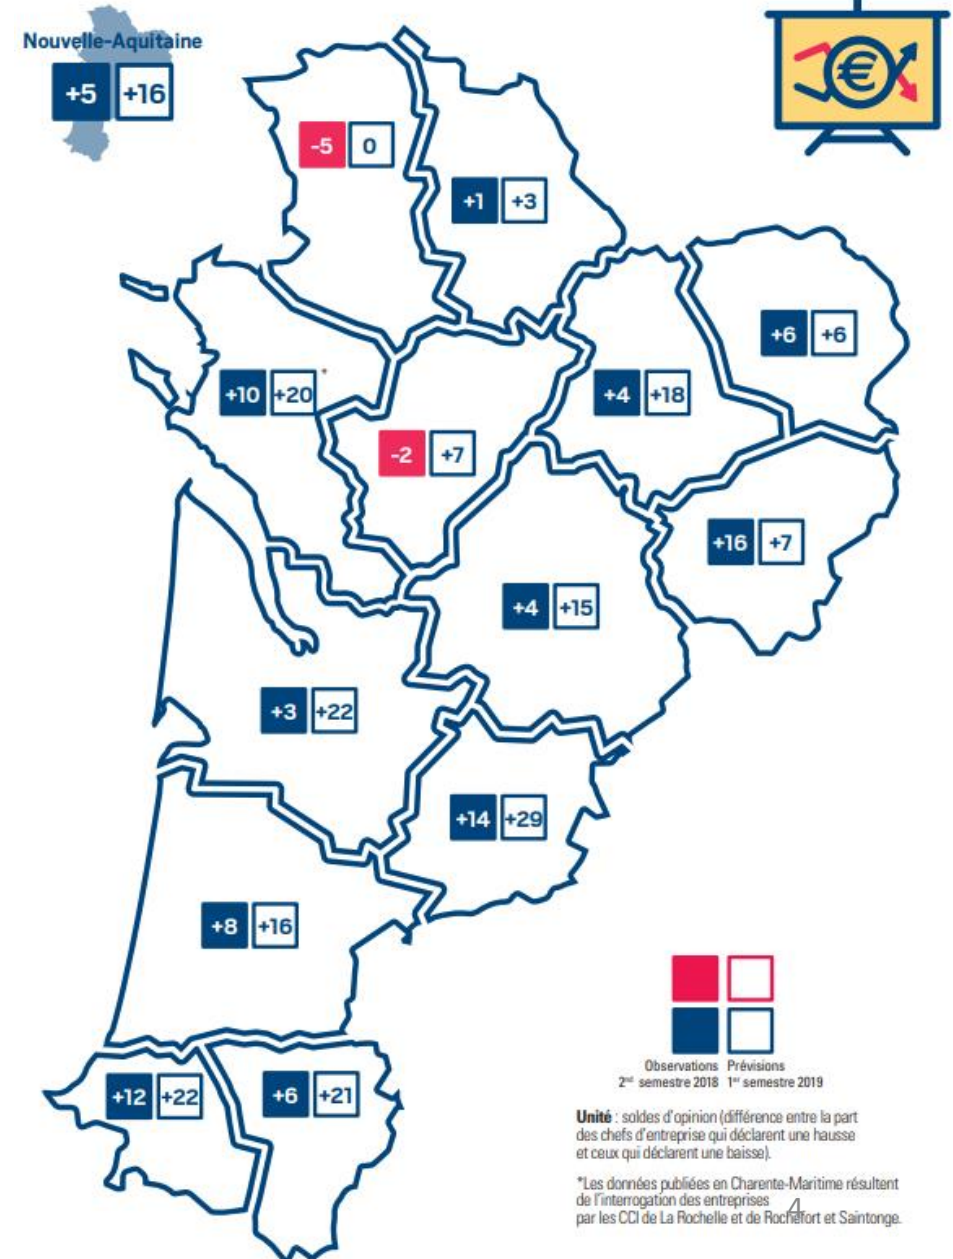 Nouvelle-Aquitaine
+5 +16
€
-5 0
+1 +3
+6 +6
+10 +20 *
+4 +18
-2 +7
+16 +7
+4 +15
+3 +22
+14 +29
+8 +16
+12 +22
+6 +21
Observations Prévisions
2nd semestre 2018 1er semestre 2019
Unité : soldes d'opinion (différence entre la part
des chefs d'entreprise qui déclarent une hausse
et ceux qui déclarent une baisse).
*Les données publiées en Charente-Maritime résultent
de l'interrogation des entreprises
par les CCI de La Rochelle et de Rochefort et Saintonge.
4